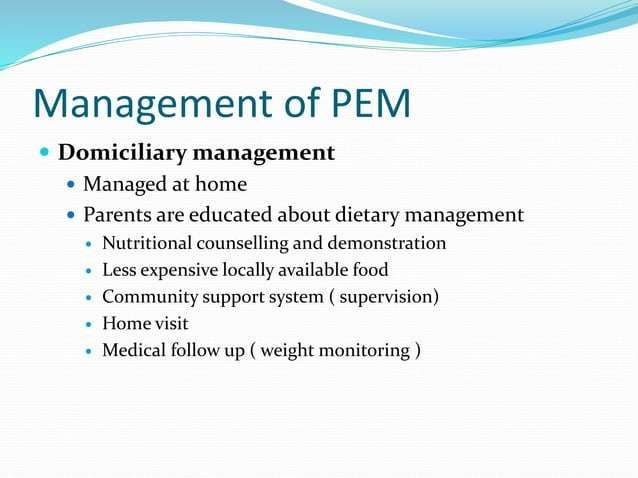 Management of PEM
Domiciliary management
Managed at home
Parents are educated about dietary management
Nutritional counselling and demonstration
Less expensive locally available food
Community support system ( supervision)
Home visit
Medical follow up ( weight monitoring )